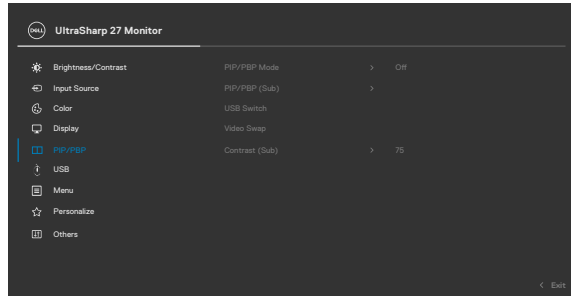 DELL UltraSharp 27 Monitor
Brightness/Contrast PIP/PBP Mode > Off
Input Source PIP/PBP (Sub) >
Color USB Switch
Display Video Swap
PIP/PBP Contrast (Sub) > 75
USB
Menu
Personalize
Others
< Exit